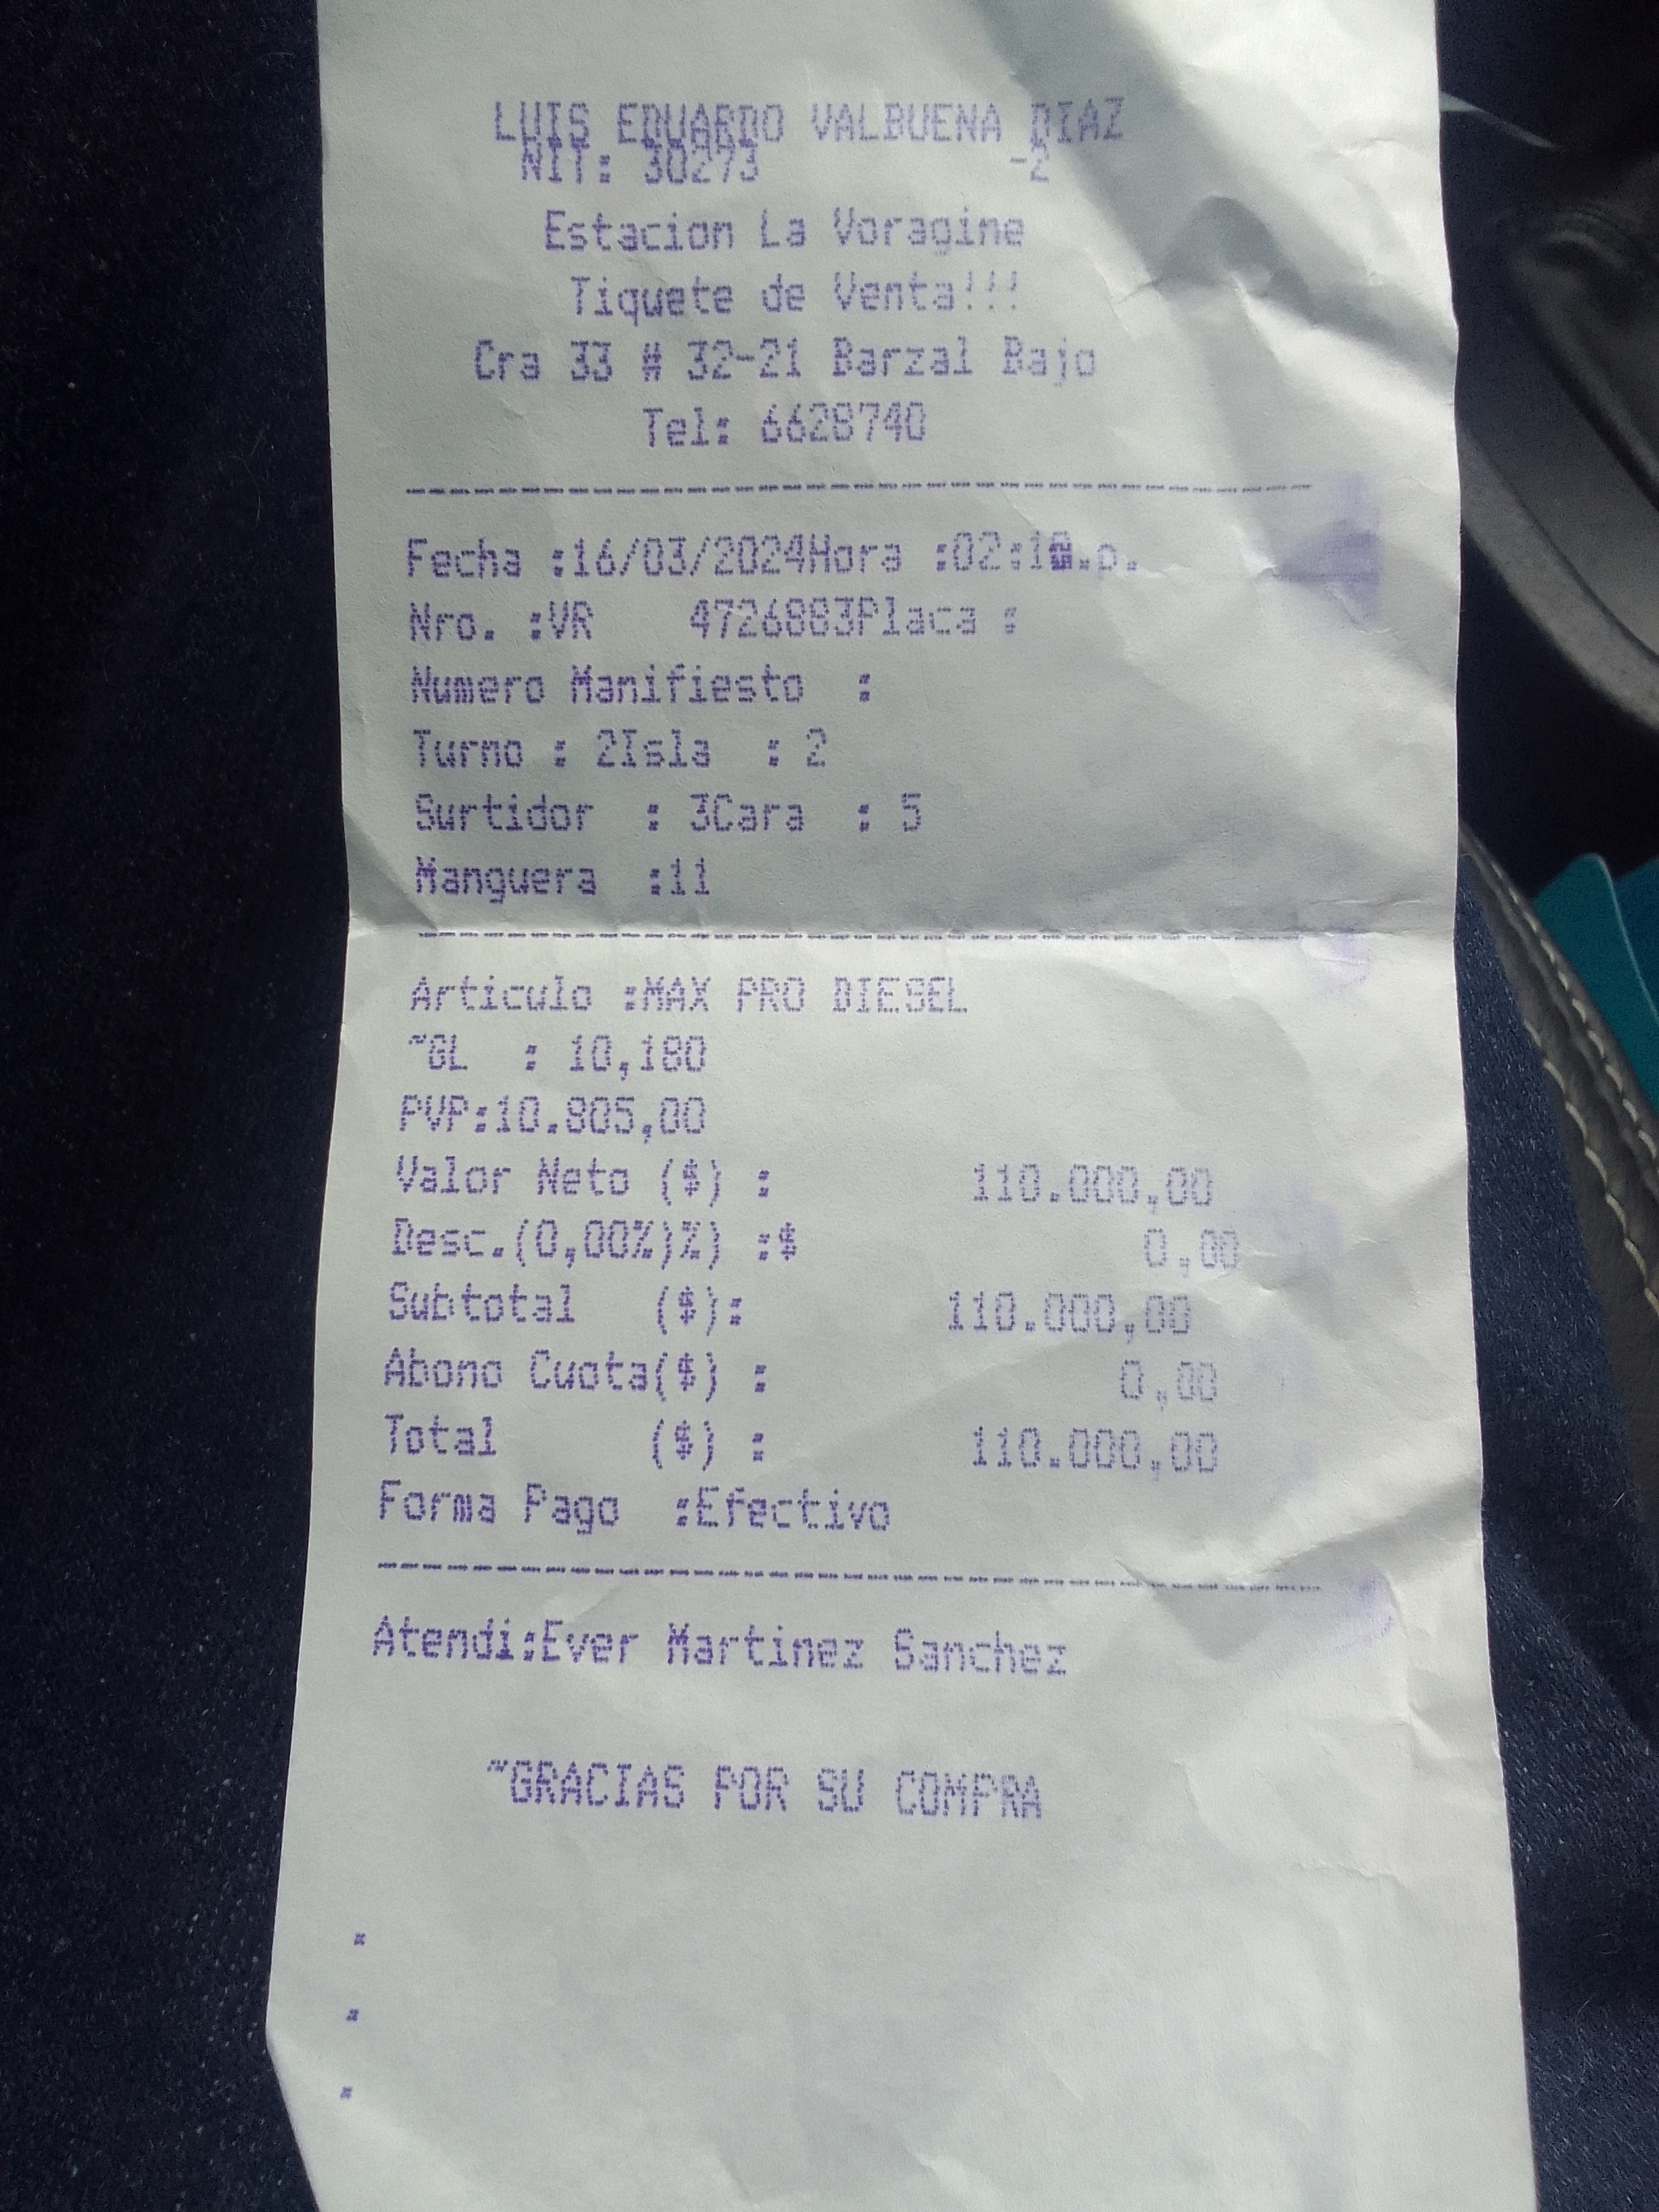 LUIS EDUARDO VALBUENA DIAZ
NIT: 30273 -2
Estacion La Voragine
Tiquete de Venta!!!
Cra 33 # 32-21 Barzal Bajo
Tel: 6628740
Fecha :16/03/2024Hora
Nro. :VR 4726883Placa :
Numero Manifiesto :
Turno : 2Isla : 2
Surtidor : 3Cara : 5
Manguera :11
Articulo :MAX PRO DIESEL
~GL : 10,180
PVP:10.805,00
Valor Neto ($) : 110.000,00
Desc.(0,00%)%) :$ 0,00
Subtotal ($): 110.000,00
Abono Cuota($) : 0,00
Total ($) : 110.000,00
Forma Pago :Efectivo
Atendi:Ever Martinez Sanchez
~GRACIAS POR SU COMPRA